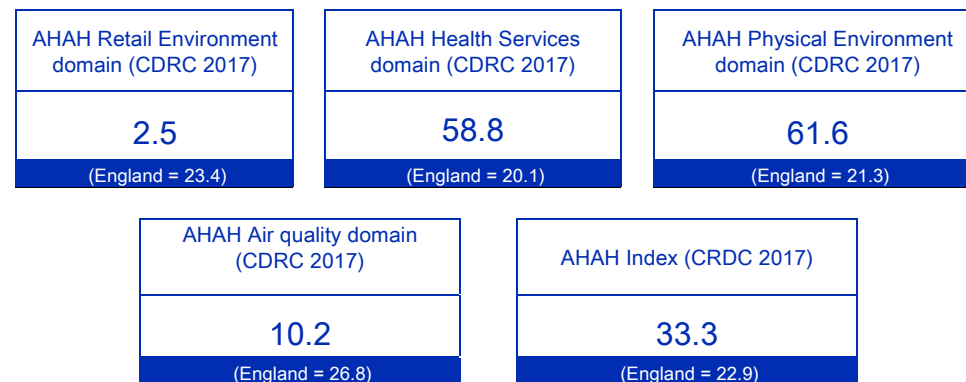 AHAH Retail Environment
domain (CDRC 2017)
2.5
(England = 23.4)
AHAH Health Services
domain (CDRC 2017)
58.8
(England = 20.1)
AHAH Physical Environment
domain (CDRC 2017)
61.6
(England = 21.3)
AHAH Air quality domain
(CDRC 2017)
10.2
(England = 26.8)
AHAH Index (CRDC 2017)
33.3
(England = 22.9)